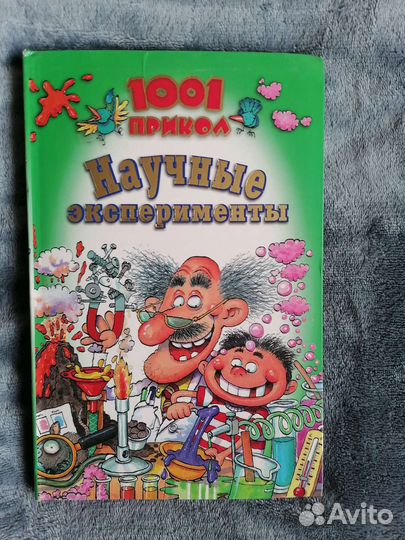 1001
ПРИКОЛ
Научные
эксперименты
Avito